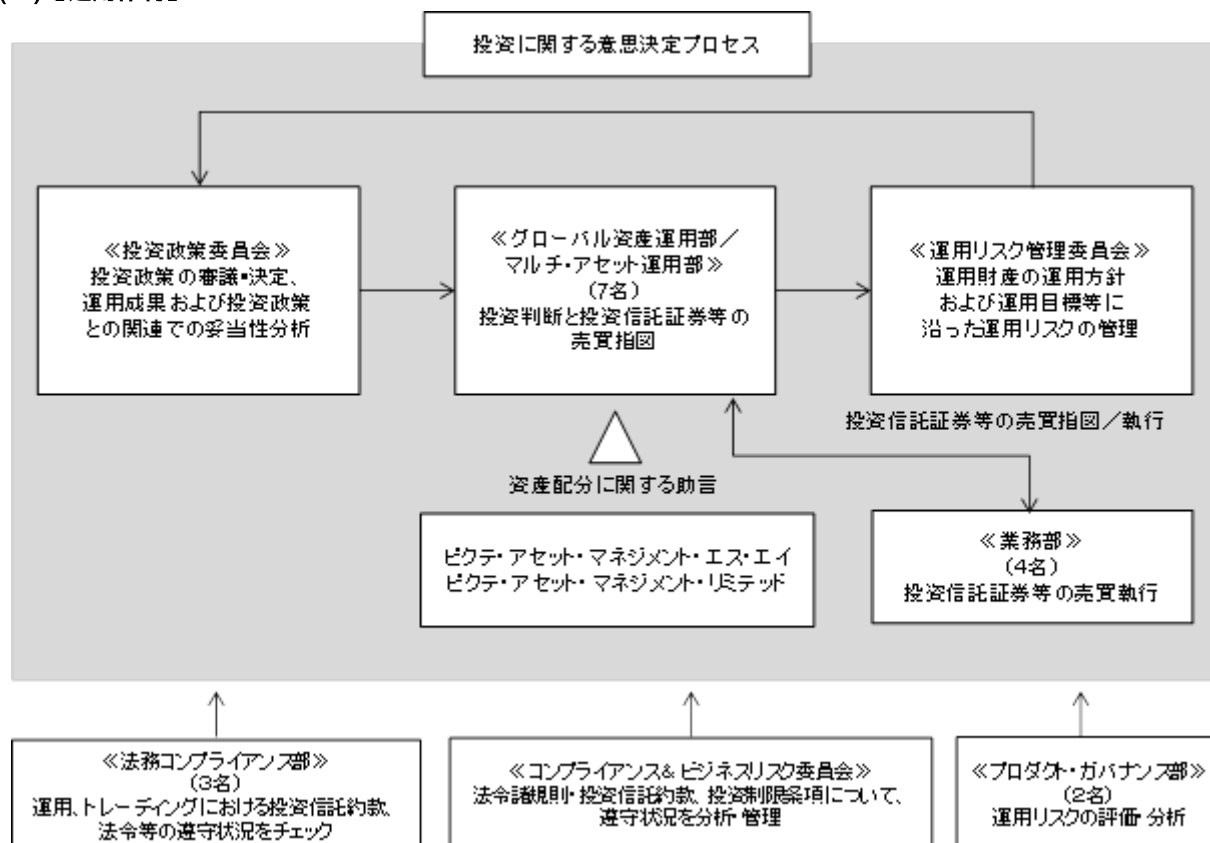 投資に関する意思決定プロセス
≪投資政策委員会≫
投資政策の審議・決定、
運用成果および投資政策
との関連での妥当性分析
≪グローバル資産運用部／
マルチ・アセット運用部≫
(7名)
投資判断と投資信託証券等の
売買指図
≪運用リスク管理委員会≫
運用財産の運用方針
および運用目標等に
沿った運用リスクの管理
投資信託証券等の売買指図／執行
資産配分に関する助言
ピクテ・アセット・マネジメント・エス・エイ
ピクテ・アセット・マネジメント・リミテッド
≪業務部≫
(4名)
投資信託証券等の売買執行
≪法務コンプライアンス部≫
(3名)
運用、トレーディングにおける投資信託約款、
法令等の遵守状況をチェック
≪コンプライアンス&ビジネスリスク委員会≫
法令諸規則・投資信託約款、投資制限条項について、
遵守状況を分析・管理
≪プロダクト・ガバナンス部≫
(2名)
運用リスクの評価・分析